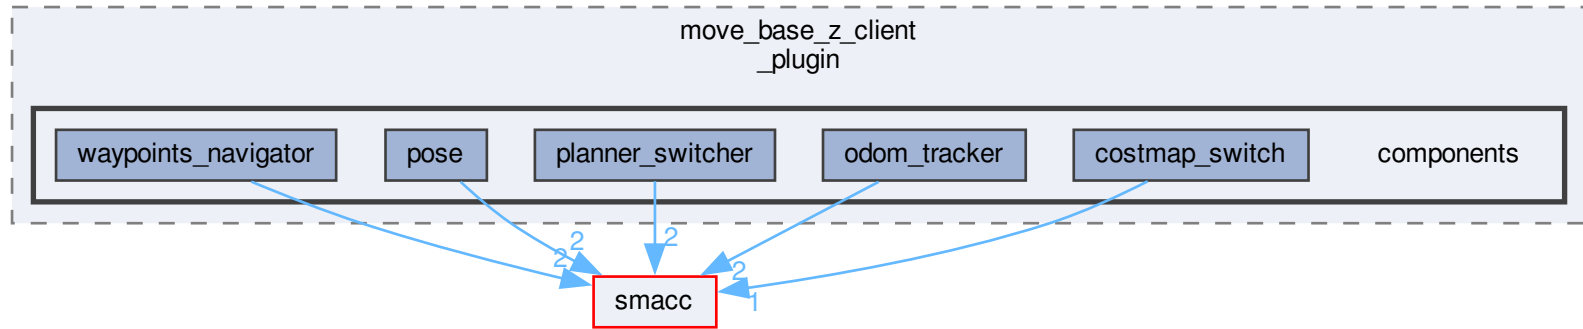 move_base_z_client
_plugin
waypoints_navigator
pose
planner_switcher
odom_tracker
costmap_switch
components
2
2
2
2
1
smacc